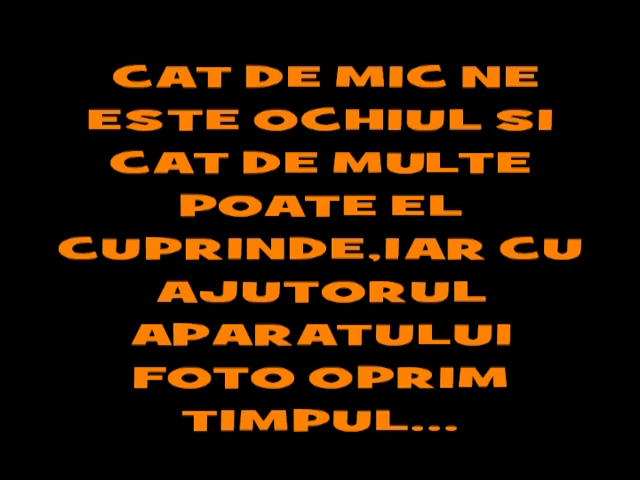 CAT DE MIC NE
ESTE OCHIUL SI
CAT DE MULTE
POATE EL
CUPRINDE,IAR CU
AJUTORUL
APARATULUI
FOTO OPRIM
TIMPUL...